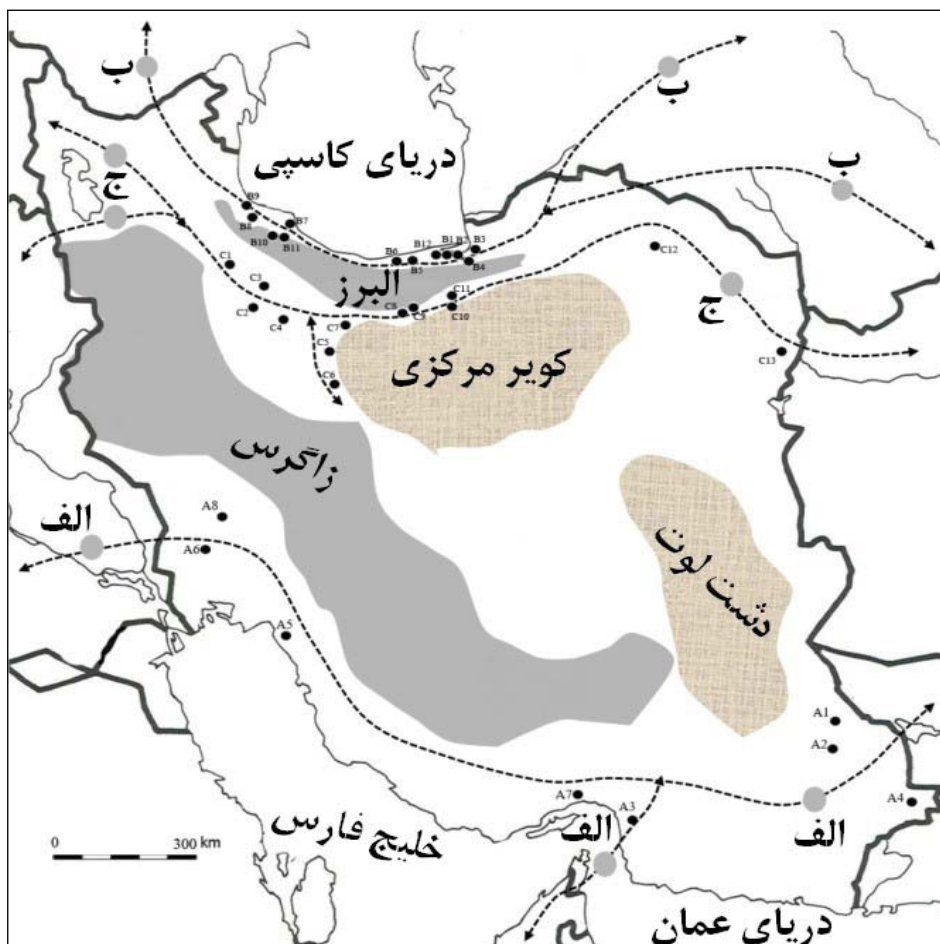 ب
ب
دریای کاسپی
ج
ب
B9
B8
B7
B10
B11
B6
B5
B12
B1
B2
B3
B4
C12
البرز
C1
C3
C2
C4
C8
C9
C11
C10
ج
C7
C5
C6
C13
کویر مرکزی
زاگرس
A8
A6
الف
دشت لوت
A5
A1
A2
A7
A3
A4
الف
الف
0 300 km
خلیج فارس
دریای عمان